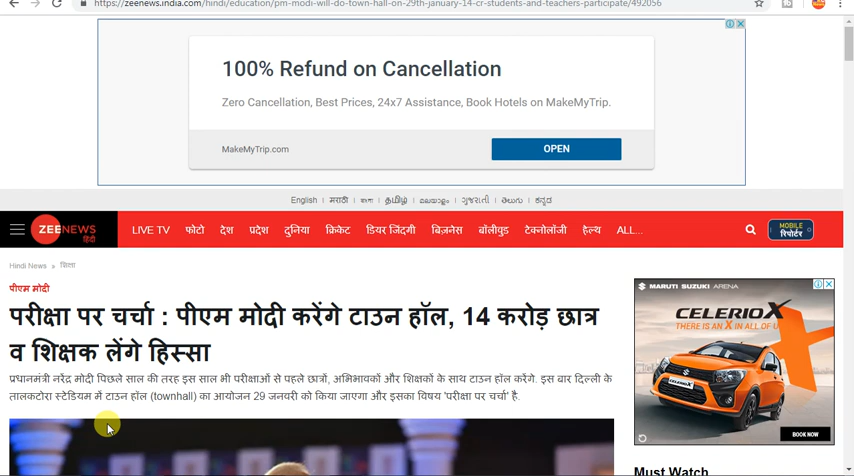 https://zeenews.india.com/hindi/education/pm-modi-will-do-town-hall-on-29th-january-14-cr-students-and-teachers-participate/492056
100% Refund on Cancellation
Zero Cancellation, Best Prices, 24x7 Assistance, Book Hotels on MakeMyTrip.
MakeMyTrip.com
OPEN
English | मराठी | বাংলা | தமிழ் | മലയാളം | ગુજરાતી | తెలుగు | ಕನ್ನಡ
ZEENEWS
हिंदी
LIVE TV फोटो देश प्रदेश दुनिया क्रिकेट डियर जिंदगी बिज़नेस बॉलीवुड टेक्नोलॉजी हेल्थ ALL...
MOBILE
रिपोर्टर
Hindi News » शिक्षा
पीएम मोदी
परीक्षा पर चर्चा : पीएम मोदी करेंगे टाउन हॉल, 14 करोड़ छात्र
व शिक्षक लेंगे हिस्सा
प्रधानमंत्री नरेंद्र मोदी पिछले साल की तरह इस साल भी परीक्षाओं से पहले छात्रों, अभिभावकों और शिक्षकों के साथ टाउन हॉल करेंगे. इस बार दिल्ली के
तालकटोरा स्टेडियम में टाउन हॉल (townhall) का आयोजन 29 जनवरी को किया जाएगा और इसका विषय 'परीक्षा पर चर्चा' है.
MARUTI SUZUKI ARENA
CELERIO X
THERE IS AN X IN ALL OF U
BOOK NOW
Must Watch